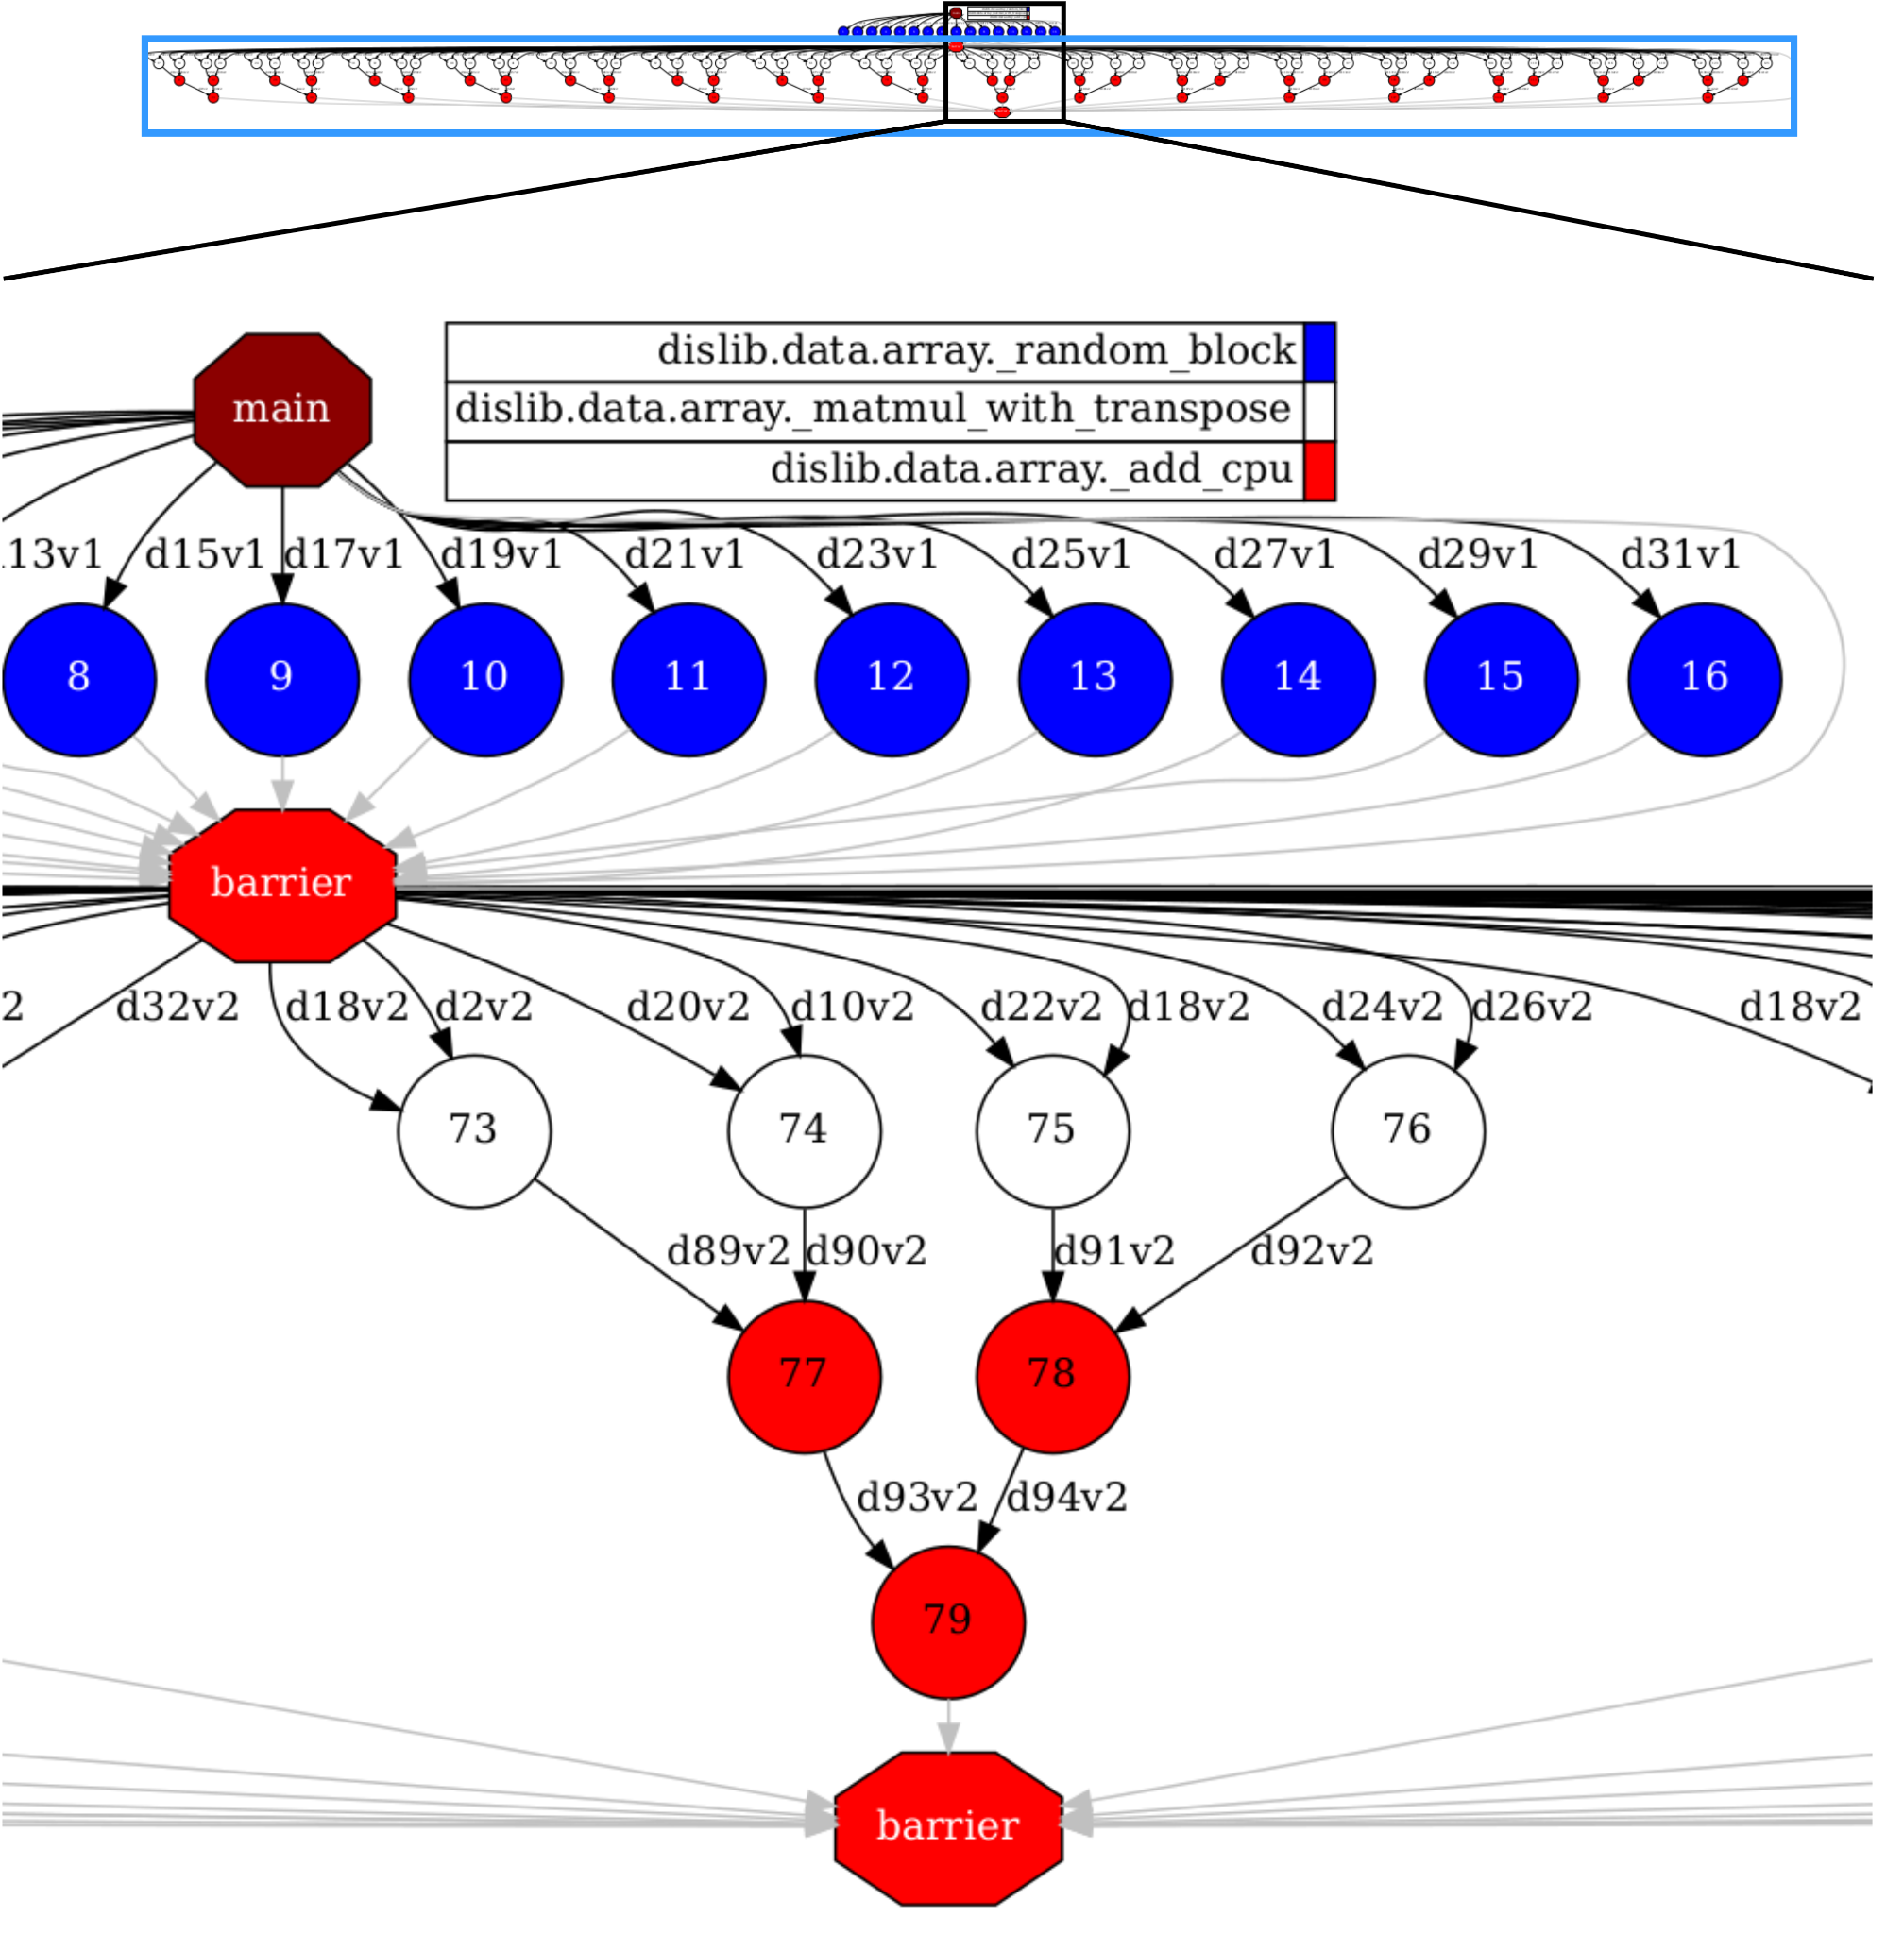 main
dislib.data.array._random_block
dislib.data.array._matmul_with_transpose
dislib.data.array._add_cpu
13v1 d15v1 d17v1 d19v1 d21v1 d23v1 d25v1 d27v1 d29v1 d31v1
8 9 10 11 12 13 14 15 16
barrier
2 d32v2 d18v2 d2v2 d20v2 d10v2 d22v2 d18v2 d24v2 d26v2 d18v2
73 74 75 76
d89v2 d90v2 d91v2 d92v2
77 78
d93v2 d94v2
79
barrier